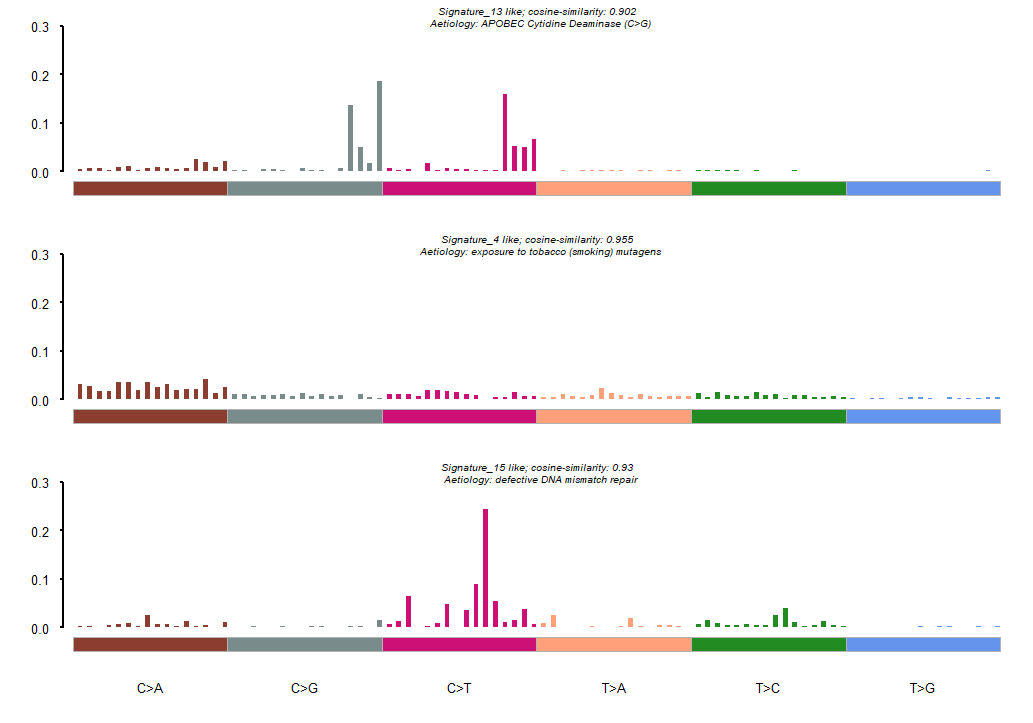 Signature_13 like; cosine-similarity: 0.902
Aetiology: APOBEC Cytidine Deaminase (C>G)
0.3
0.2
0.1
0.0
Signature_4 like; cosine-similarity: 0.955
Aetiology: exposure to tobacco (smoking) mutagens
0.3
0.2
0.1
0.0
Signature_15 like; cosine-similarity: 0.93
Aetiology: defective DNA mismatch repair
0.3
0.2
0.1
0.0
C>A C>G C>T T>A T>C T>G